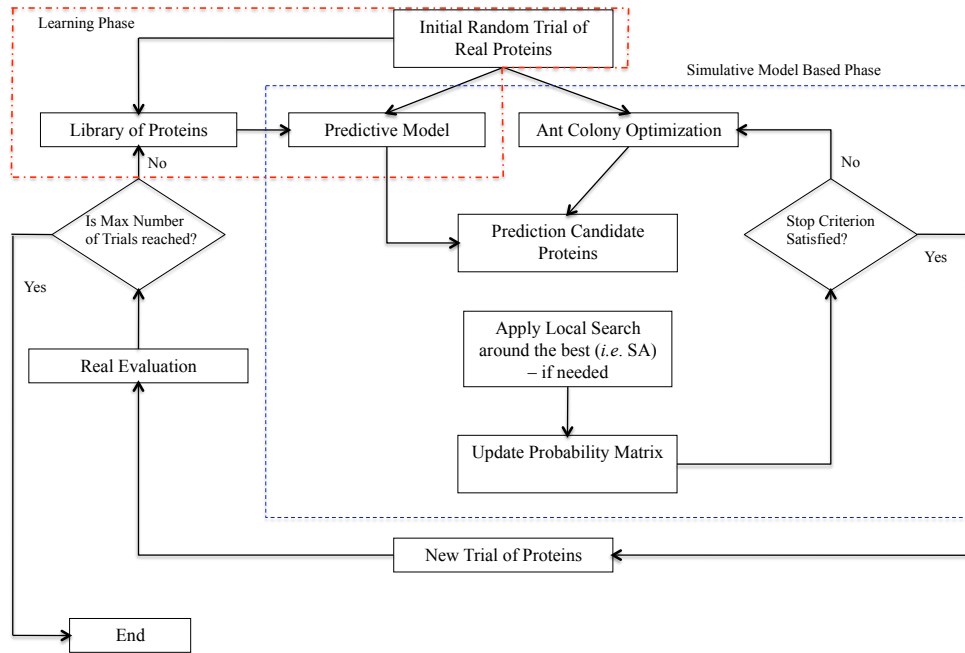 Learning Phase
Initial Random Trial of
Real Proteins
Simulative Model Based Phase
Library of Proteins
Predictive Model
Ant Colony Optimization
No
No
Is Max Number
of Trials reached?
Prediction Candidate
Proteins
Stop Criterion
Satisfied?
Yes
Yes
Apply Local Search
around the best (i.e. SA)
– if needed
Real Evaluation
Update Probability Matrix
New Trial of Proteins
End